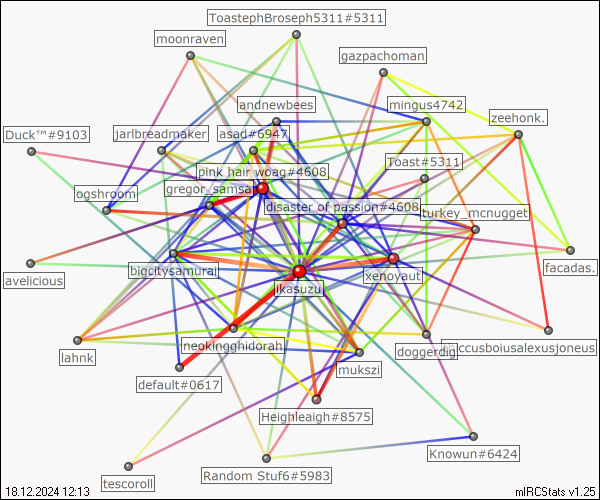 ToastephBroseph5311#5311
moonraven
gazpachoman
andnewbees
mingus4742
zeehonk.
Duck™#9103
jarlbreadmaker
asad#6947
Toast#5311
pink hair woag#4608
ogshroom
gregor_samsa
disaster of passion#4608
turkey_mcnugget
avelicious
bigcitysamurai
jkasuzu
xenoyaut
facadas.
lahnk
neokingghidorah
doggerdig
ccusboiusalexusjoneus
mukszi
default#0617
Heighleaigh#8575
Knowun#6424
Random Stuf6#5983
tescoroll
18.12.2024 12:13
mIRCStats v1.25